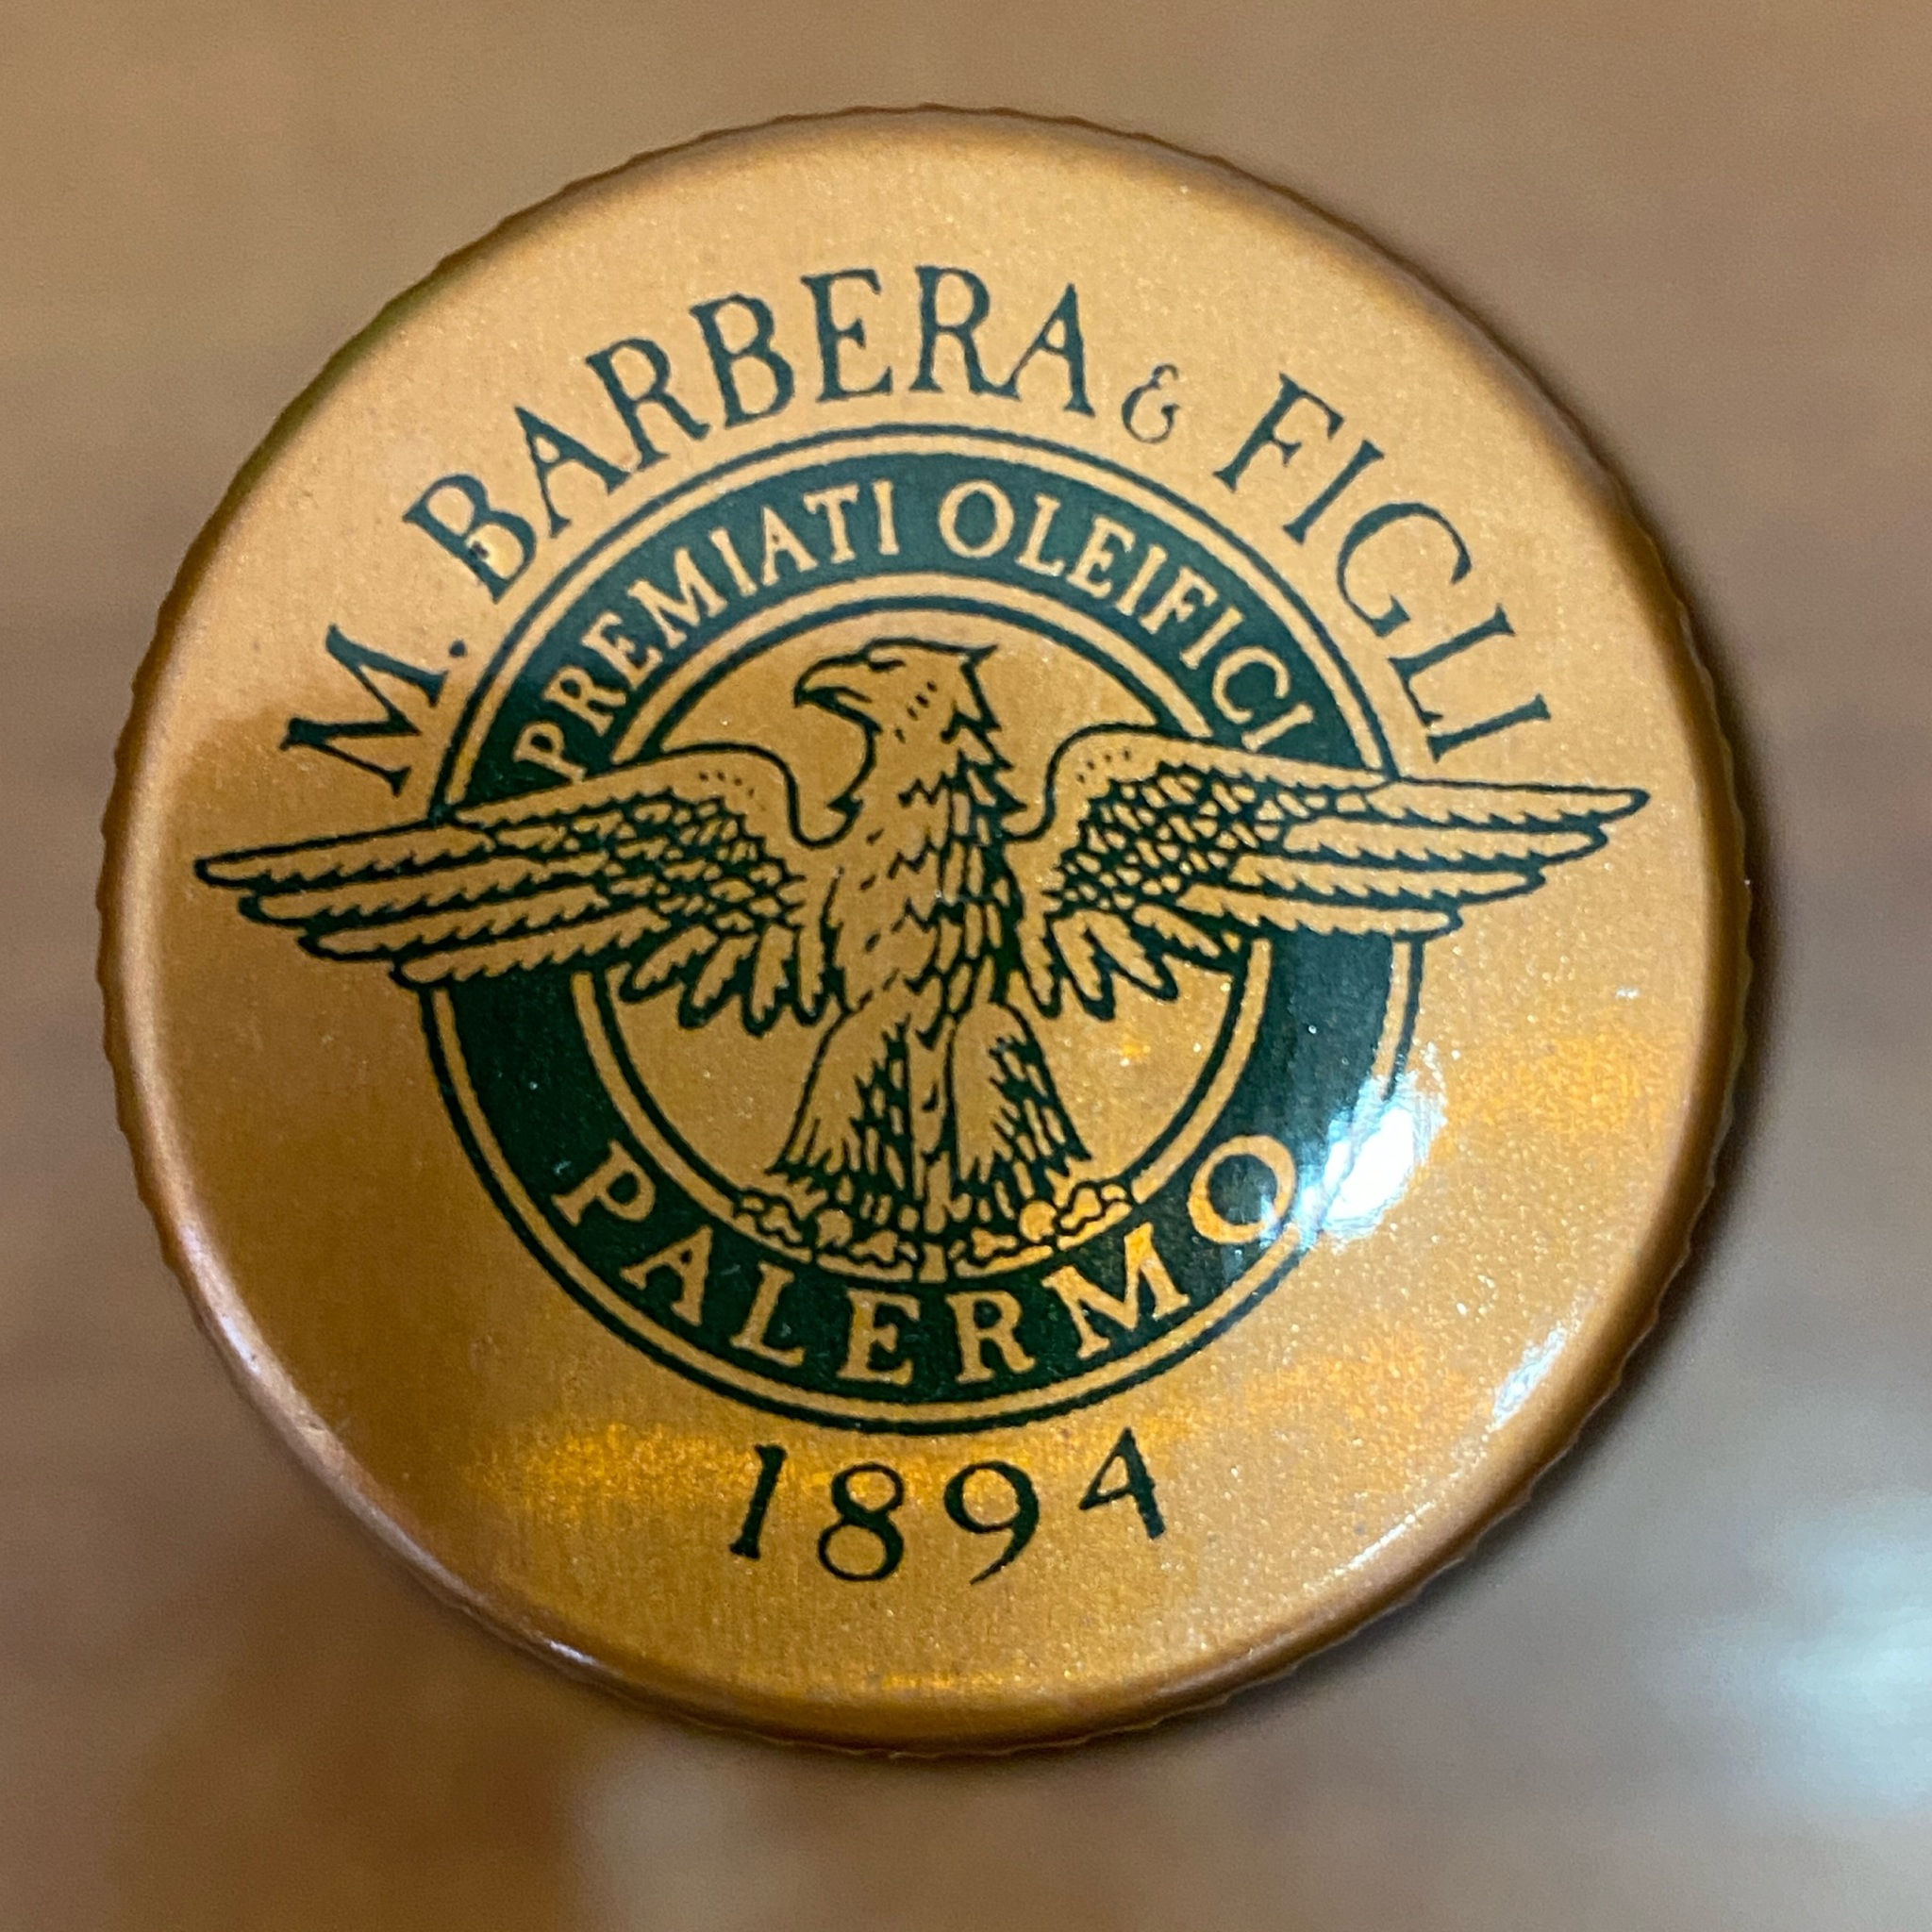 M. BARBERA & FIGLI
PREMIATI OLEIFICI
PALERMO
1894